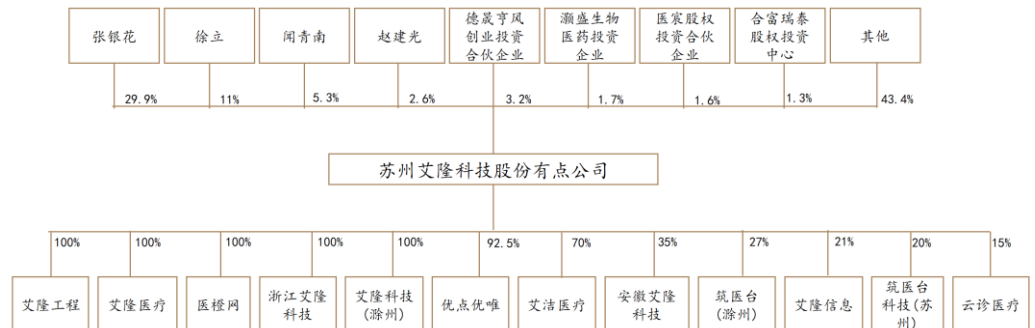 张银花
徐立
闻青南
赵建光
德晟亨风
创业投资
合伙企业
灏盛生物
医药投资
企业
医宸股权
投资合伙
企业
合富瑞泰
股权投资
中心
其他
29.9%
11%
5.3%
2.6%
3.2%
1.7%
1.6%
1.3%
43.4%
苏州艾隆科技股份有点公司
100%
100%
100%
100%
100%
92.5%
70%
35%
27%
21%
20%
15%
艾隆工程
艾隆医疗
医橙网
浙江艾隆
科技
艾隆科技
(滁州)
优点优唯
艾洁医疗
安徽艾隆
科技
筑医台
(滁州)
艾隆信息
筑医台
科技(苏
州)
云诊医疗